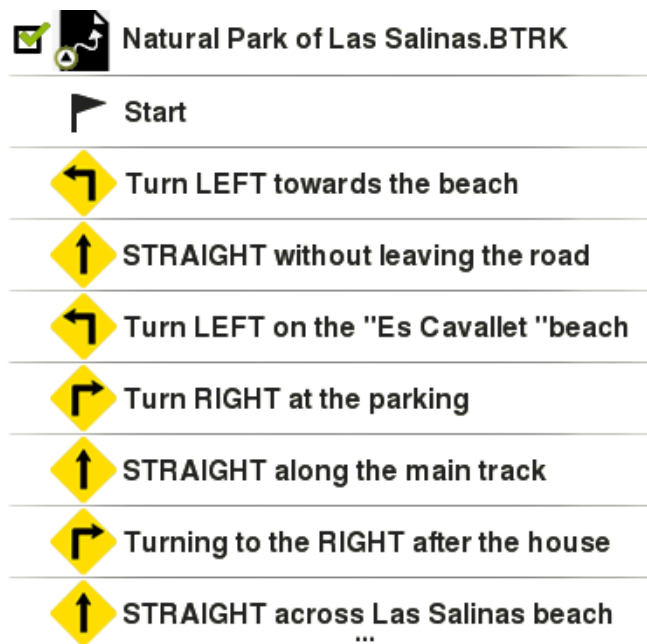 Natural Park of Las Salinas.BTRK
Start
Turn LEFT towards the beach
STRAIGHT without leaving the road
Turn LEFT on the "Es Cavallet "beach
Turn RIGHT at the parking
STRAIGHT along the main track
Turning to the RIGHT after the house
STRAIGHT across Las Salinas beach
...